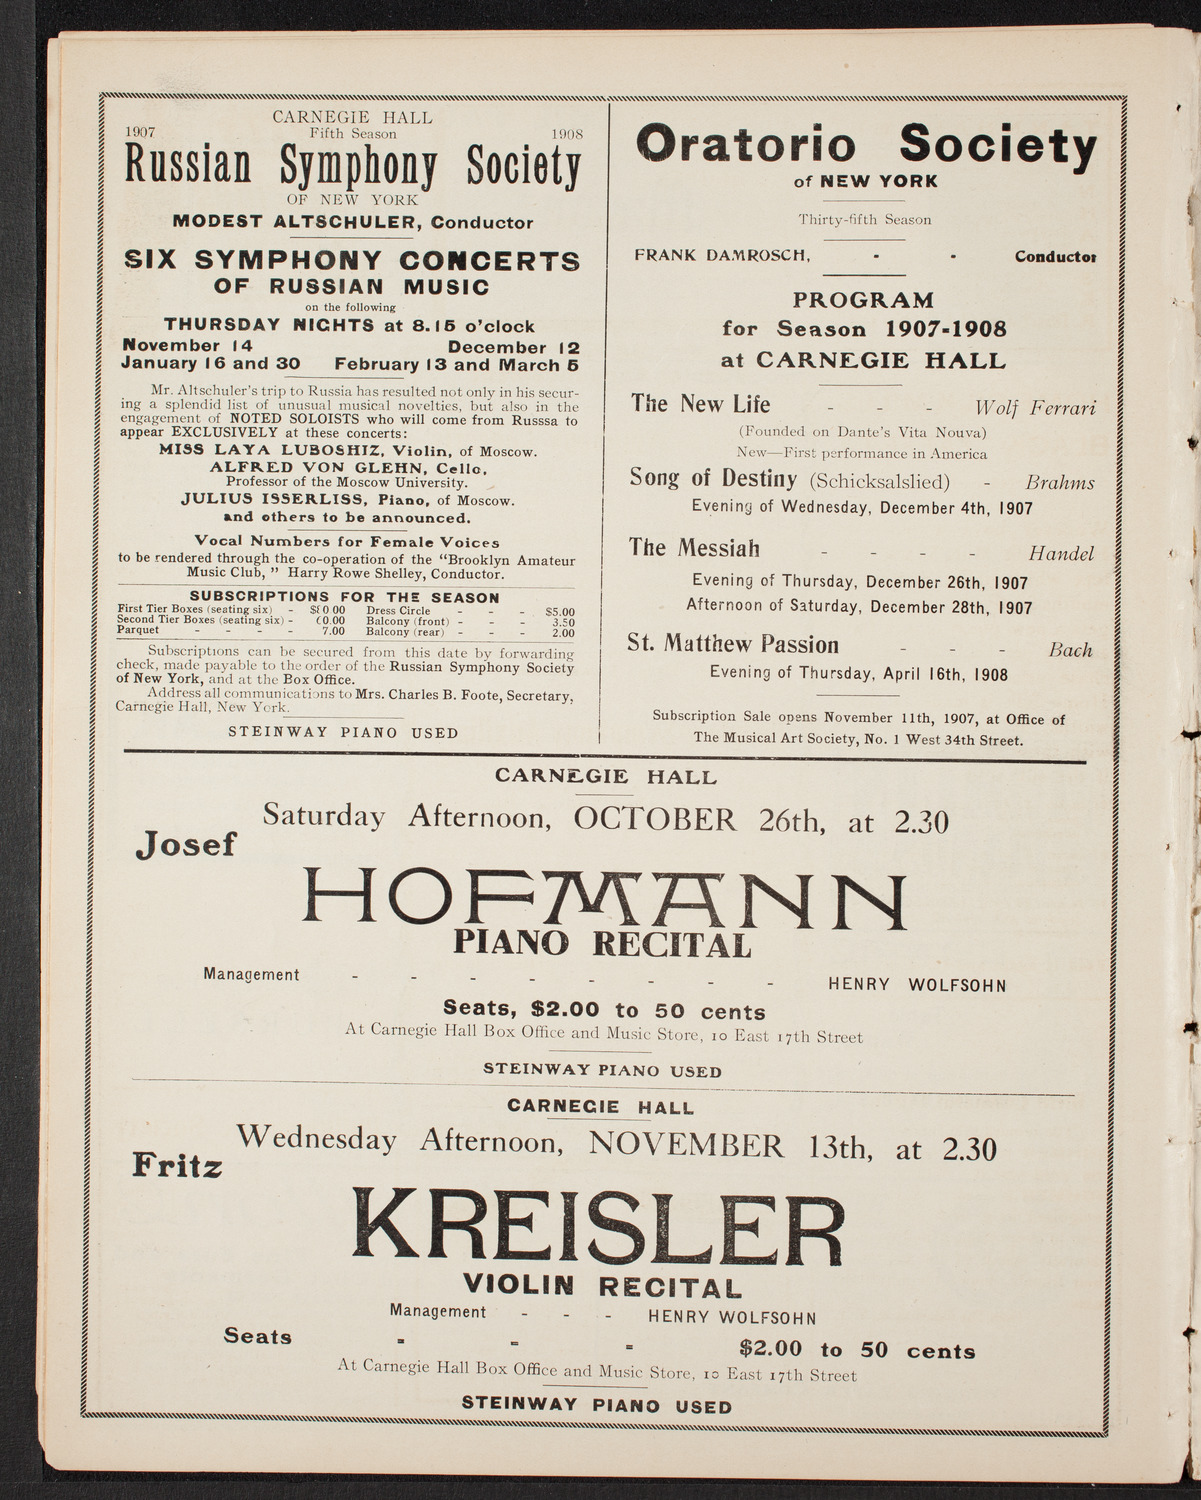 CARNEGIE HALL
1907 Fifth Season 1908
Russian Symphony Society
OF NEW YORK
MODEST ALTSCHULER, Conductor
SIX SYMPHONY CONCERTS
OF RUSSIAN MUSIC
on the following
THURSDAY NIGHTS at 8.15 o'clock
November 14 December 12
January 16 and 30 February 13 and March 5
Mr. Altschuler's trip to Russia has resulted not only in his secur-
ing a splendid list of unusual musical novelties, but also in the
engagement of NOTED SOLOISTS who will come from Russsa to
appear EXCLUSIVELY at these concerts:
MISS LAYA LUBOSHIZ, Violin, of Moscow.
ALFRED VON GLEHN, Cello,
Professor of the Moscow University.
JULIUS ISSERLISS, Piano, of Moscow.
and others to be announced.
Vocal Numbers for Female Voices
to be rendered through the co-operation of the "Brooklyn Amateur
Music Club," Harry Rowe Shelley, Conductor.
SUBSCRIPTIONS FOR THE SEASON
First Tier Boxes (seating six) - Dress Circle - - - $5.00
Second Tier Boxes (seating six) - Balcony (front) - - - 3.50
Parquet - - - - 7.00 Balcony (rear) - - - 2.00
Subscriptions can be secured from this date by forwarding
check, made payable to the order of the Russian Symphony Society
of New York, and at the Box Office.
Address all communications to Mrs. Charles B. Foote, Secretary,
Carnegie Hall, New York.
STEINWAY PIANO USED
Oratorio Society
of NEW YORK
Thirty-fifth Season
FRANK DAMROSCH, - - Conductor
PROGRAM
for Season 1907-1908
at CARNEGIE HALL
The New Life - - - Wolf Ferrari
(Founded on Dante's Vita Nouva)
New—First performance in America
Song of Destiny (Schicksalslied) - Brahms
Evening of Wednesday, December 4th, 1907
The Messiah - - - - Handel
Evening of Thursday, December 26th, 1907
Afternoon of Saturday, December 28th, 1907
St. Matthew Passion - - - Bach
Evening of Thursday, April 16th, 1908
Subscription Sale opens November 11th, 1907, at Office of
The Musical Art Society, No. 1 West 34th Street.
CARNEGIE HALL
Saturday Afternoon, OCTOBER 26th, at 2.30
Josef
HOFMANN
PIANO RECITAL
Management - - - - - - - - HENRY WOLFSOHN
Seats, $2.00 to 50 cents
At Carnegie Hall Box Office and Music Store, 10 East 17th Street
STEINWAY PIANO USED
CARNEGIE HALL
Wednesday Afternoon, NOVEMBER 13th, at 2.30
Fritz
KREISLER
VIOLIN RECITAL
Management - - - HENRY WOLFSOHN
Seats - - - $2.00 to 50 cents
At Carnegie Hall Box Office and Music Store, 10 East 17th Street
STEINWAY PIANO USED